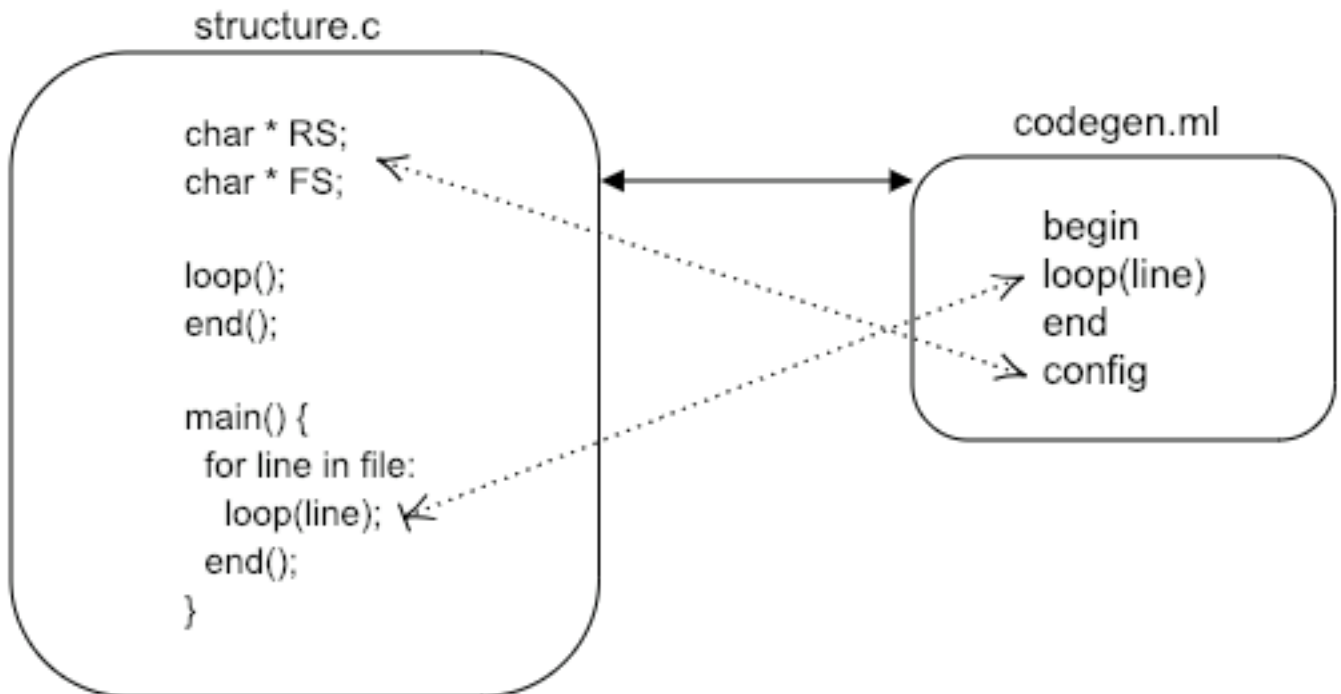 structure.c
char * RS;
char * FS;
loop();
end();
main() {
for line in file:
loop(line);
end();
}
codegen.ml
begin
loop(line)
end
config